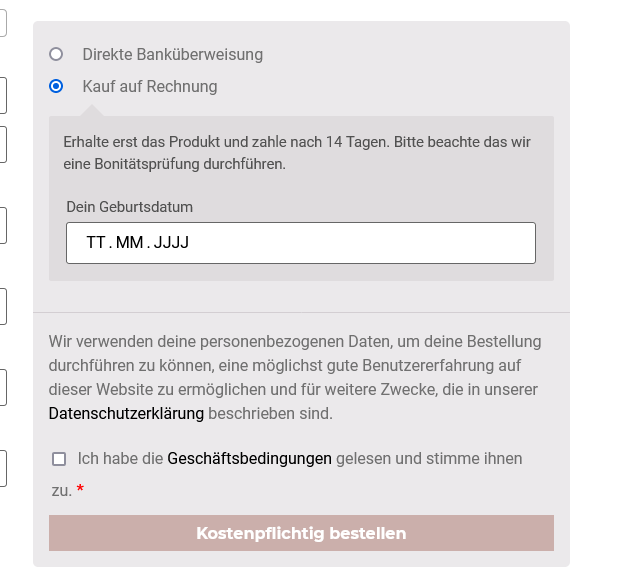 Direkte Banküberweisung
Kauf auf Rechnung
Erhalte erst das Produkt und zahle nach 14 Tagen. Bitte beachte das wir
eine Bonitätsprüfung durchführen.
Dein Geburtsdatum
TT . MM . JJJJ
Wir verwenden deine personenbezogenen Daten, um deine Bestellung
durchführen zu können, eine möglichst gute Benutzererfahrung auf
dieser Website zu ermöglichen und für weitere Zwecke, die in unserer
Datenschutzerklärung beschrieben sind.
Ich habe die Geschäftsbedingungen gelesen und stimme ihnen
zu. *
Kostenpflichtig bestellen